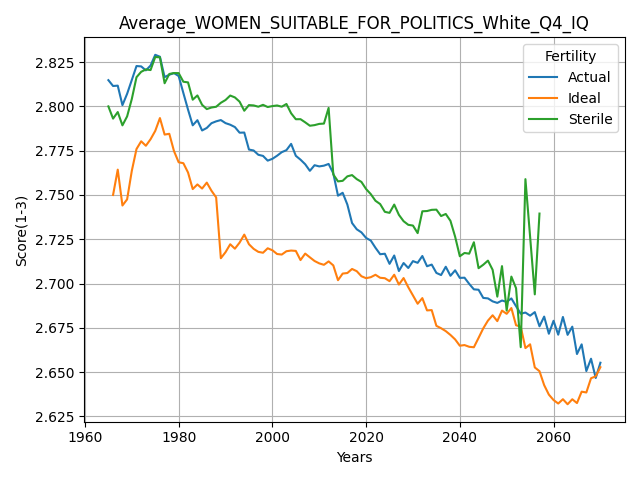 Average_WOMEN_SUITABLE_FOR_POLITICS_White_Q4_IQ
Fertility
Actual
Ideal
Sterile
Score(1-3)
2.825
2.800
2.775
2.750
2.725
2.700
2.675
2.650
2.625
1960
1980
2000
2020
2040
2060
Years